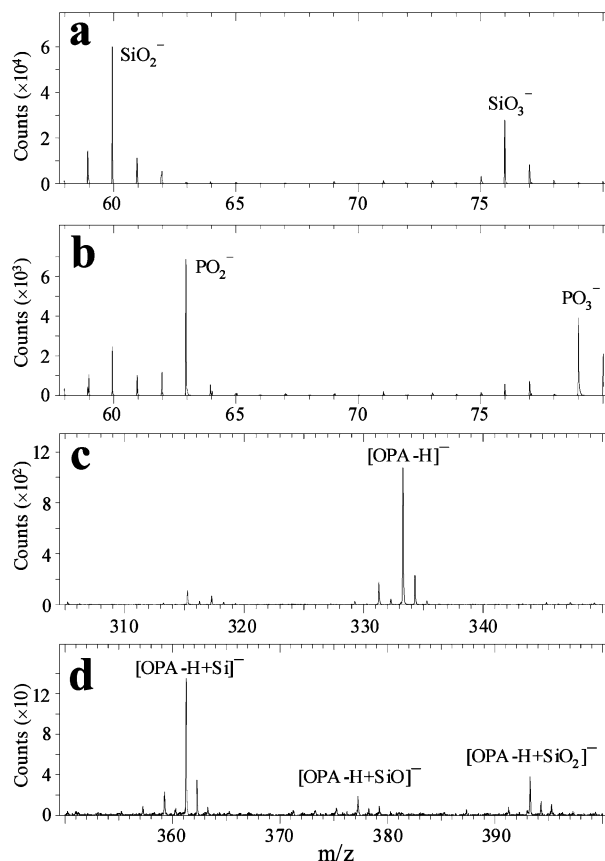 a
Counts (×10⁴)
6
4
2
0
SiO₂⁻
SiO₃⁻
60 65 70 75
b
Counts (×10³)
6
4
2
0
PO₂⁻
PO₃⁻
60 65 70 75
c
Counts (×10²)
12
8
4
0
[OPA-H]⁻
310 320 330 340
d
Counts (×10)
12
8
4
0
[OPA-H+Si]⁻
[OPA-H+SiO]⁻
[OPA-H+SiO₂]⁻
360 370 380 390
m/z